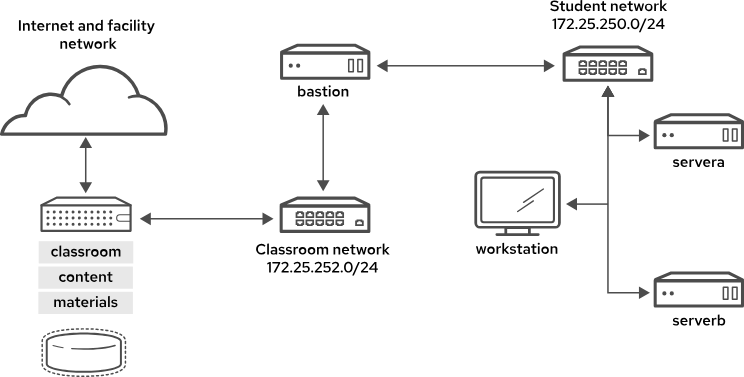 Internet and facility
network
Student network
172.25.250.0/24
bastion
servera
classroom
content
materials
Classroom network
172.25.252.0/24
workstation
serverb